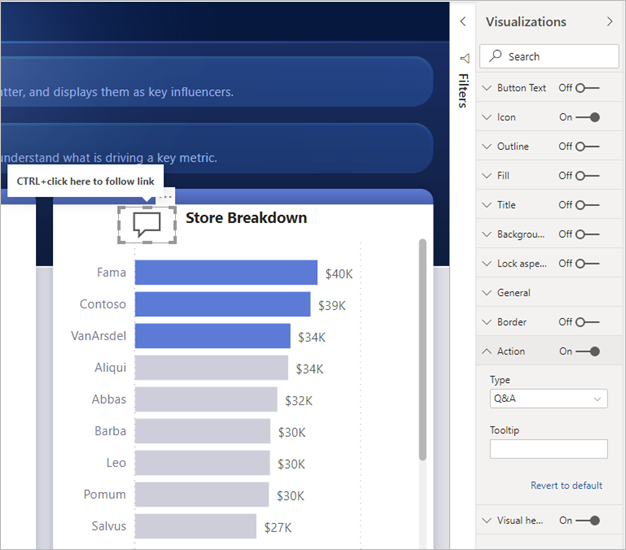 atter, and displays them as key influencers.
understand what is driving a key metric.
CTRL+click here to follow link
Store Breakdown
Fama $40K
Contoso $39K
VanArsdel $34K
Aliqui $34K
Abbas $32K
Barba $30K
Leo $30K
Pomum $30K
Salvus $27K
Filters
Visualizations
Search
Button Text Off
Icon On
Outline Off
Fill Off
Title Off
Backgrou... Off
Lock aspe... Off
General
Border Off
Action On
Type
Q&A
Tooltip
Revert to default
Visual he... On